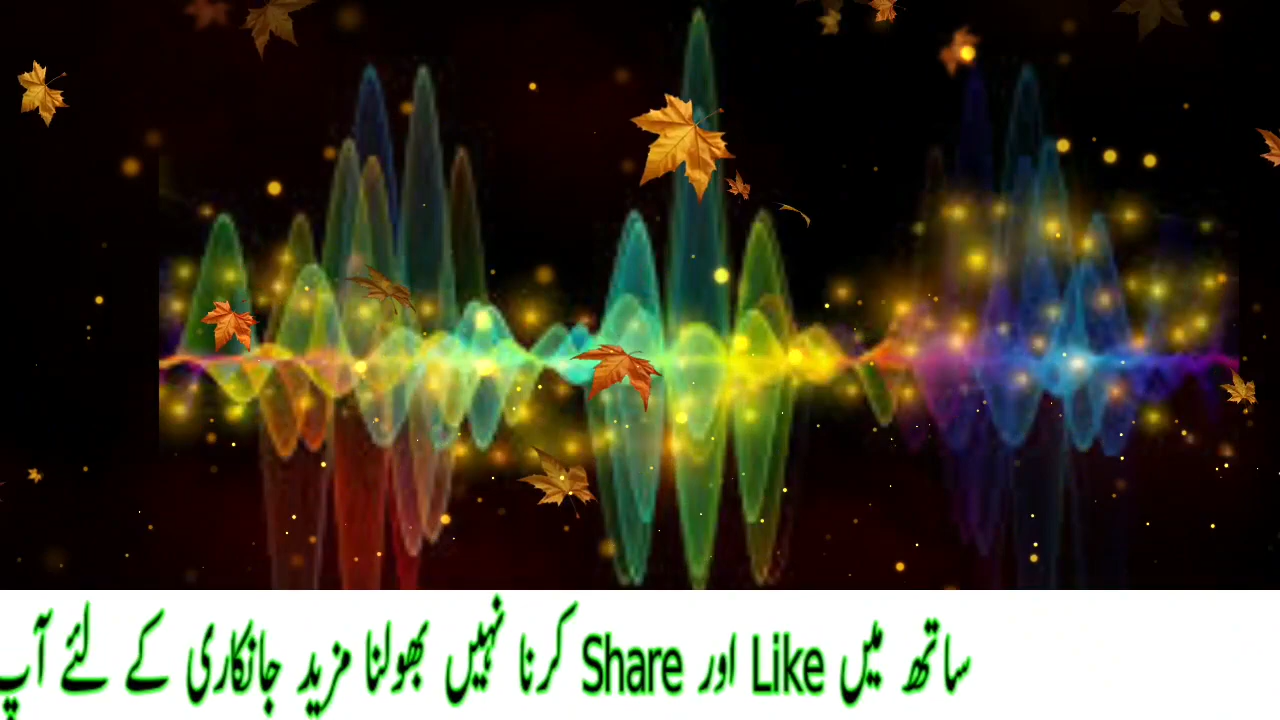 ساتھ میں Like اور Share کرنا نہیں بھولنا مزید جانکاری کے لئے آپ